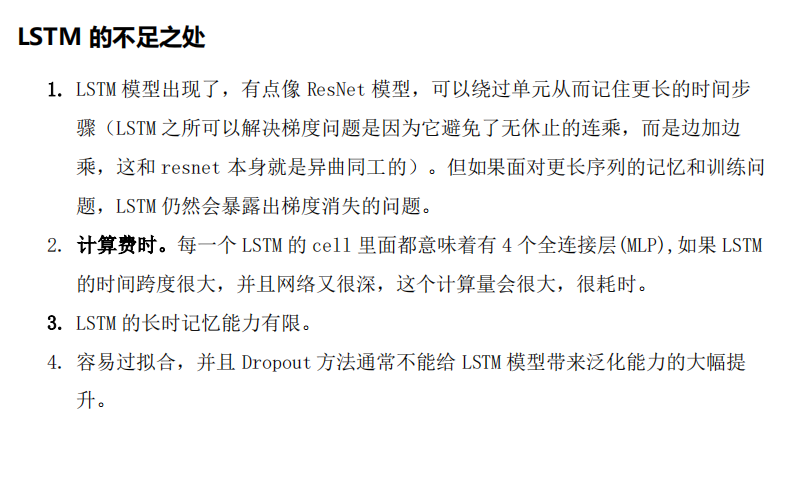 LSTM 的不足之处
1. LSTM 模型出现了，有点像 ResNet 模型，可以绕过单元从而记住更长的时间步
骤（LSTM 之所可以解决梯度问题是因为它避免了无休止的连乘，而是边加边
乘，这和 resnet 本身就是异曲同工的）。但如果面对更长序列的记忆和训练问
题，LSTM 仍然会暴露出梯度消失的问题。
2. 计算费时。每一个 LSTM 的 cell 里面都意味着有 4 个全连接层(MLP),如果 LSTM
的时间跨度很大，并且网络又很深，这个计算量会很大，很耗时。
3. LSTM 的长时记忆能力有限。
4. 容易过拟合，并且 Dropout 方法通常不能给 LSTM 模型带来泛化能力的大幅提
升。